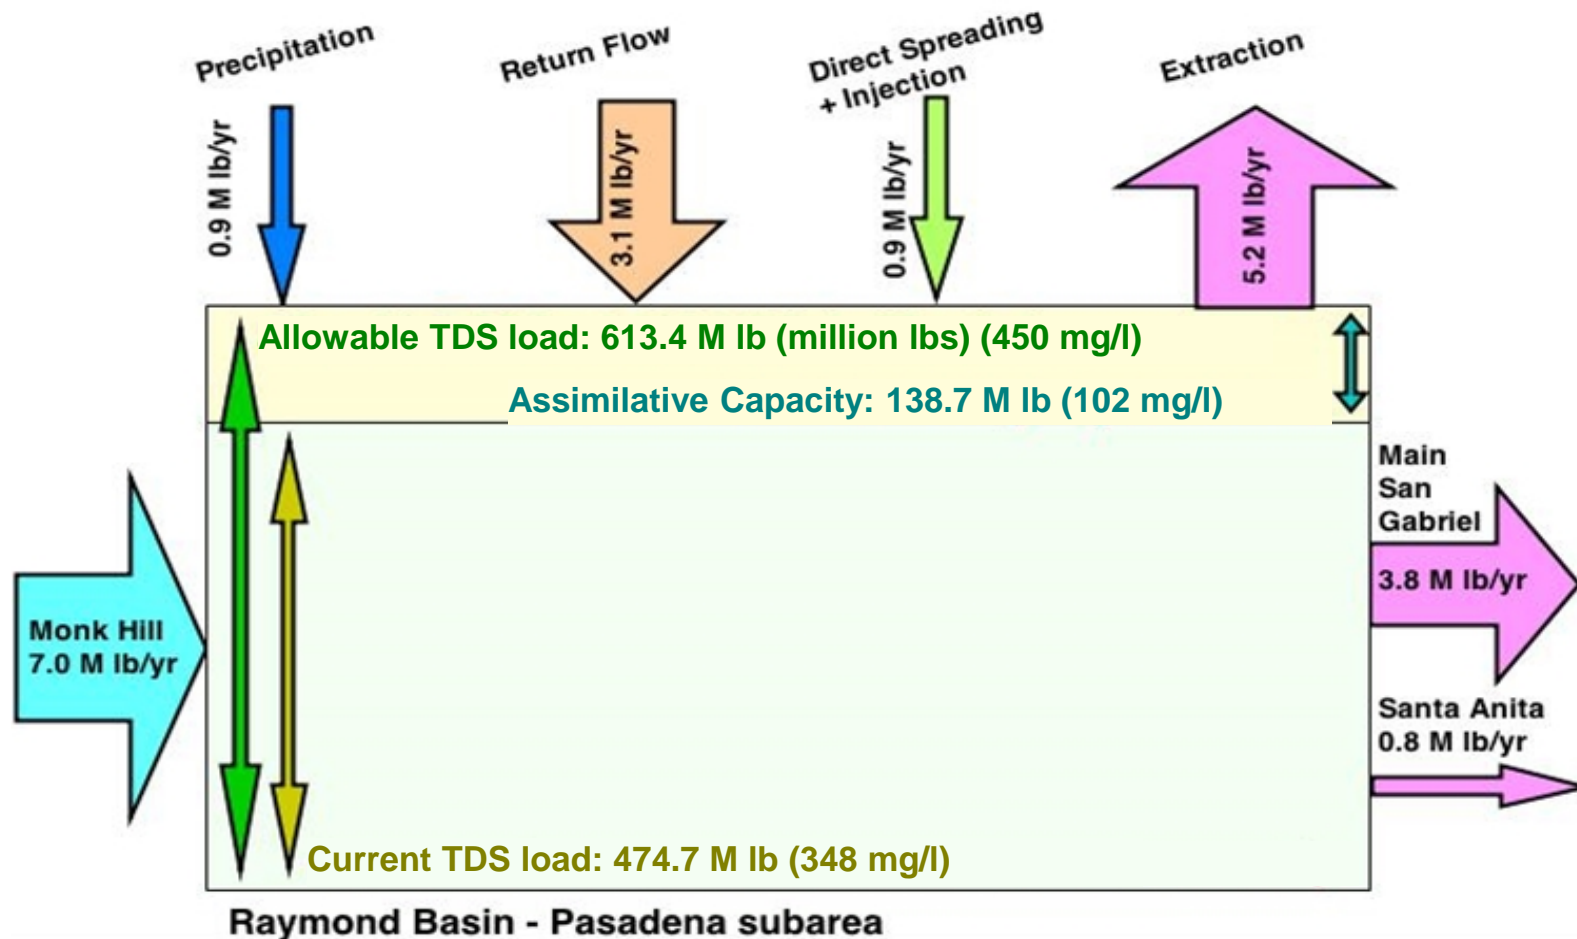 Precipitation
Return Flow
Direct Spreading
+ Injection
Extraction
0.9 M lb/yr
3.1 M lb/yr
0.9 M lb/yr
5.2 M lb/yr
Allowable TDS load: 613.4 M lb (million lbs) (450 mg/l)
Assimilative Capacity: 138.7 M lb (102 mg/l)
Main
San
Gabriel
3.8 M lb/yr
Monk Hill
7.0 M lb/yr
Santa Anita
0.8 M lb/yr
Current TDS load: 474.7 M lb (348 mg/l)
Raymond Basin - Pasadena subarea